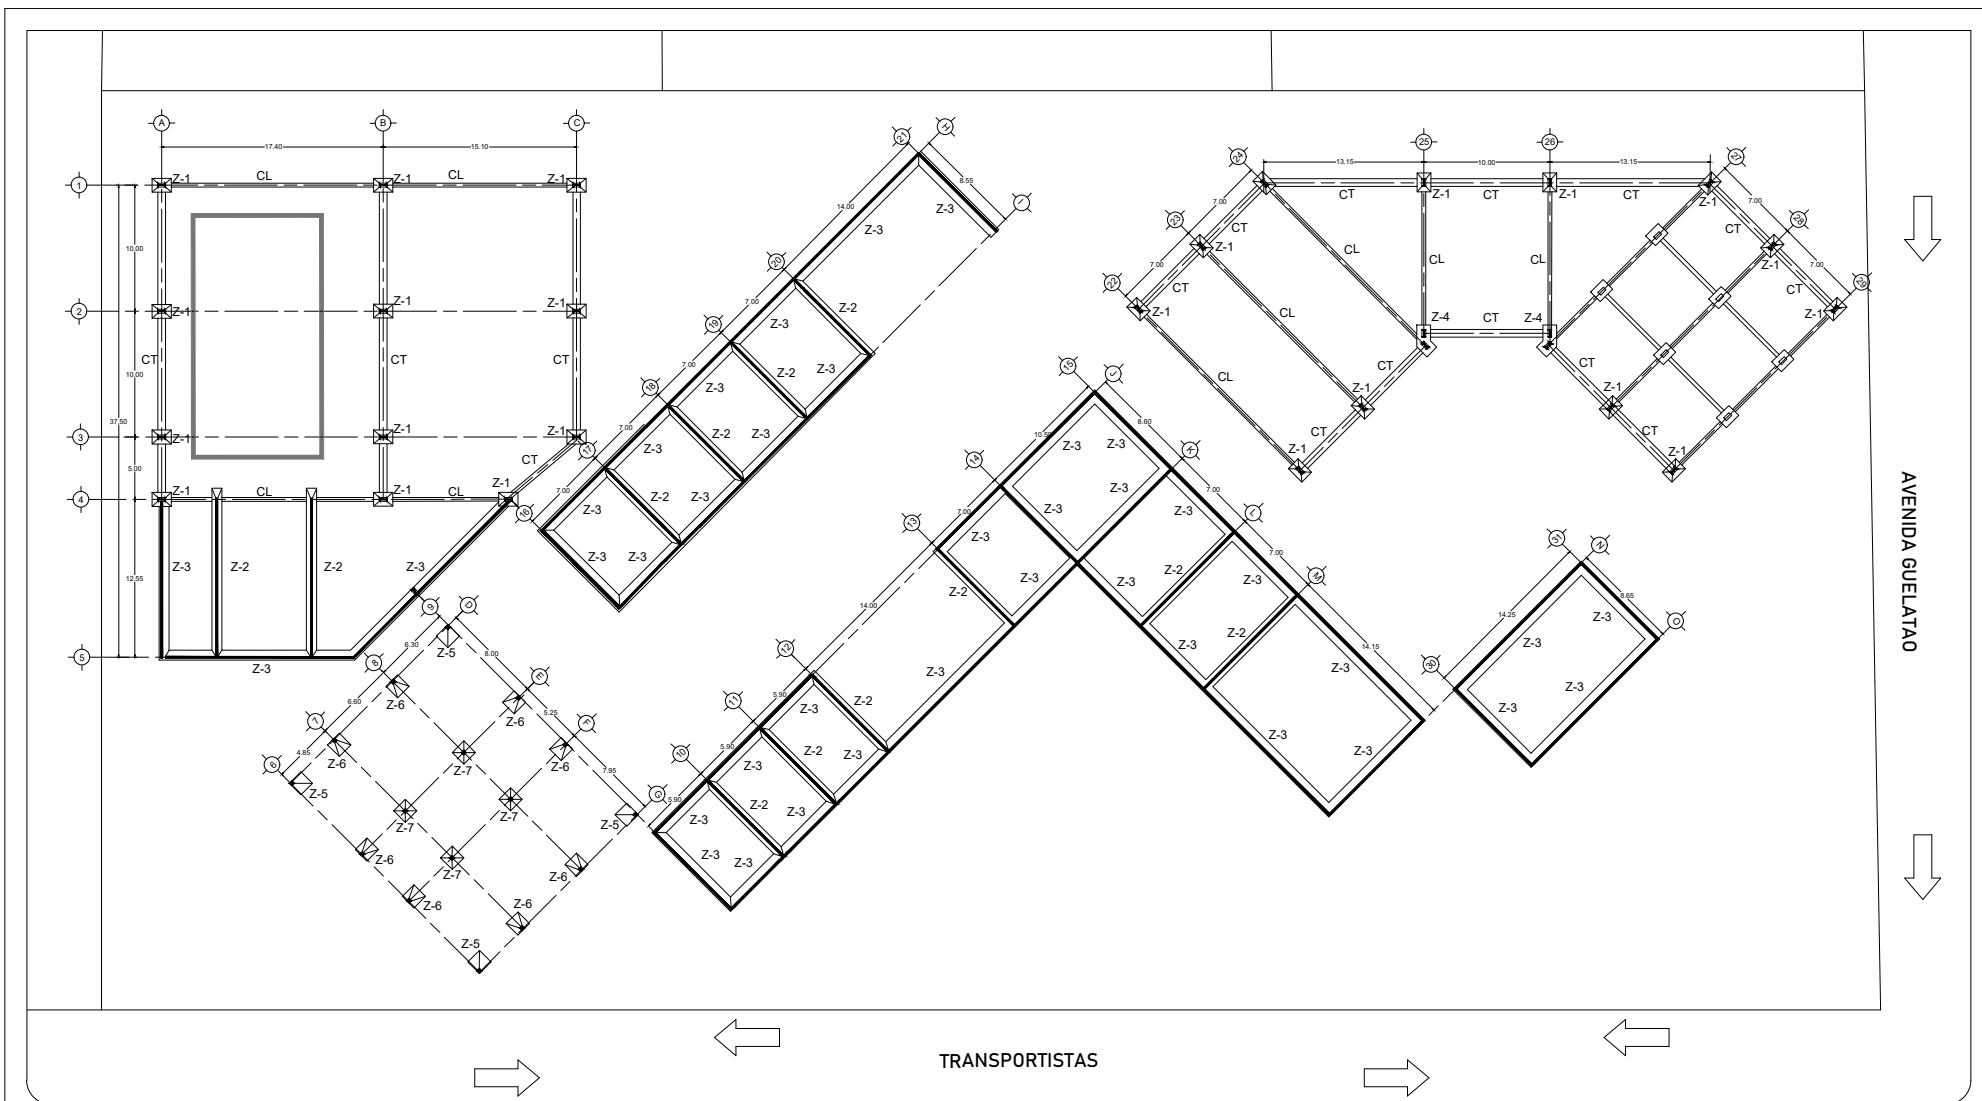 A
B
C
17.40
15.10
1
2
3
4
5
10.00
10.00
5.00
12.55
37.50
Z-1
CL
Z-1
CL
Z-1
Z-1
Z-1
Z-1
CT
CT
CT
Z-1
Z-1
Z-1
CT
Z-1
CL
Z-1
CL
Z-1
Z-3
Z-2
Z-2
Z-3
Z-3
21
H
8.55
I
14.00
Z-3
Z-3
20
7.00
Z-3
Z-2
19
7.00
Z-3
Z-2
Z-3
18
7.00
Z-3
Z-2
Z-3
17
7.00
Z-3
Z-2
Z-3
16
Z-3
Z-3
25
26
13.15
10.00
13.15
24
7.00
23
7.00
22
CT
Z-1
CT
Z-1
CT
Z-1
CT
Z-1
CT
Z-1
CL
CL
CL
CL
CL
Z-4
CT
Z-4
CT
Z-1
CT
Z-1
27
7.00
28
7.00
29
CT
Z-1
CT
Z-1
CT
Z-1
CT
Z-1
15
J
10.50
8.60
14
K
7.00
7.00
13
L
7.00
M
14.15
14.00
Z-3
Z-3
Z-3
Z-3
Z-2
Z-3
Z-3
Z-2
Z-3
Z-3
Z-2
Z-3
Z-3
Z-3
Z-3
12
5.90
11
5.90
10
5.90
Z-2
Z-3
Z-3
Z-2
Z-3
Z-3
Z-2
Z-3
Z-3
Z-3
31
N
14.25
8.65
O
30
Z-3
Z-3
Z-3
Z-3
9
D
6.30
8.00
8
E
6.60
5.25
7
F
4.85
7.95
6
G
Z-5
Z-6
Z-6
Z-6
Z-7
Z-6
Z-5
Z-7
Z-7
Z-5
Z-6
Z-7
Z-6
Z-6
Z-6
Z-5
AVENIDA GUELATAO
TRANSPORTISTAS